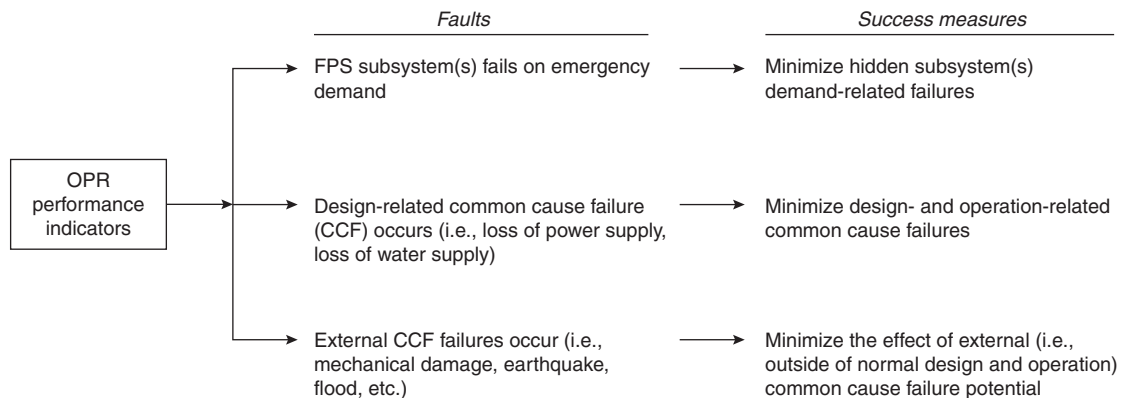 Faults
Success measures
FPS subsystem(s) fails on emergency
demand
Minimize hidden subsystem(s)
demand-related failures
OPR
performance
indicators
Design-related common cause failure
(CCF) occurs (i.e., loss of power supply,
loss of water supply)
Minimize design- and operation-related
common cause failures
External CCF failures occur (i.e.,
mechanical damage, earthquake,
flood, etc.)
Minimize the effect of external (i.e.,
outside of normal design and operation)
common cause failure potential